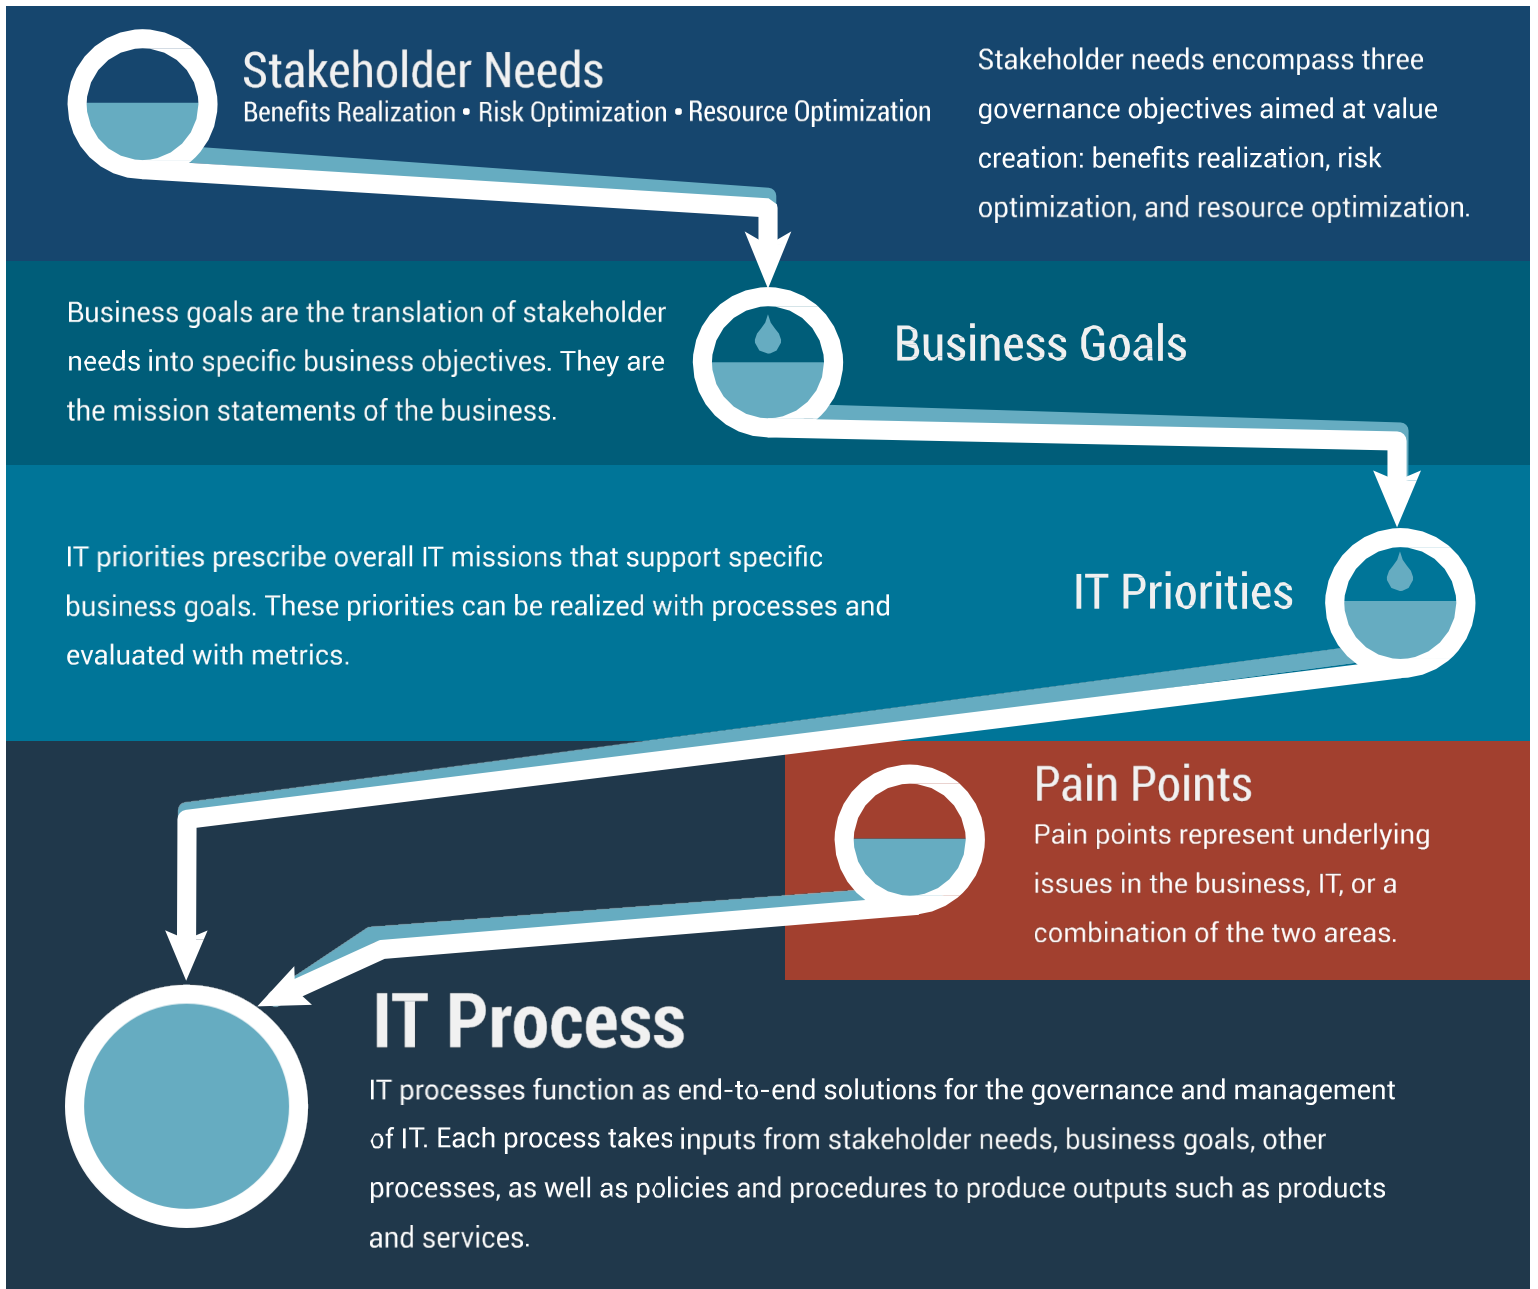 Stakeholder Needs
Benefits Realization • Risk Optimization • Resource Optimization
Stakeholder needs encompass three
governance objectives aimed at value
creation: benefits realization, risk
optimization, and resource optimization.
Business goals are the translation of stakeholder
needs into specific business objectives. They are
the mission statements of the business.
Business Goals
IT priorities prescribe overall IT missions that support specific
business goals. These priorities can be realized with processes and
evaluated with metrics.
IT Priorities
Pain Points
Pain points represent underlying
issues in the business, IT, or a
combination of the two areas.
IT Process
IT processes function as end-to-end solutions for the governance and management
of IT. Each process takes inputs from stakeholder needs, business goals, other
processes, as well as policies and procedures to produce outputs such as products
and services.